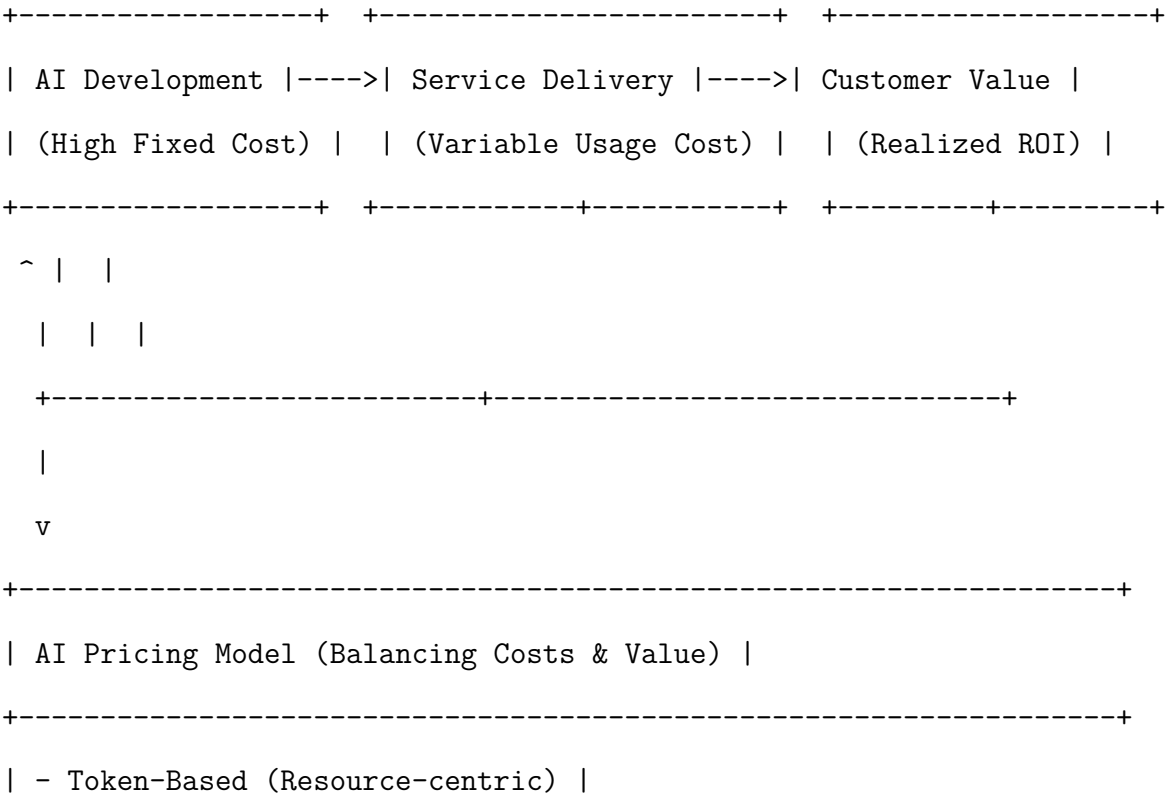 +------------------+ +------------------------+ +-------------------+
| AI Development |---->| Service Delivery |---->| Customer Value |
| (High Fixed Cost) | | (Variable Usage Cost) | | (Realized ROI) |
+------------------+ +------------+-----------+ +---------+---------+
^ | |
| | |
+--------------------------+-------------------------------+
|
v
+-------------------------------------------------------------------+
| AI Pricing Model (Balancing Costs & Value) |
+-------------------------------------------------------------------+
| - Token-Based (Resource-centric) |